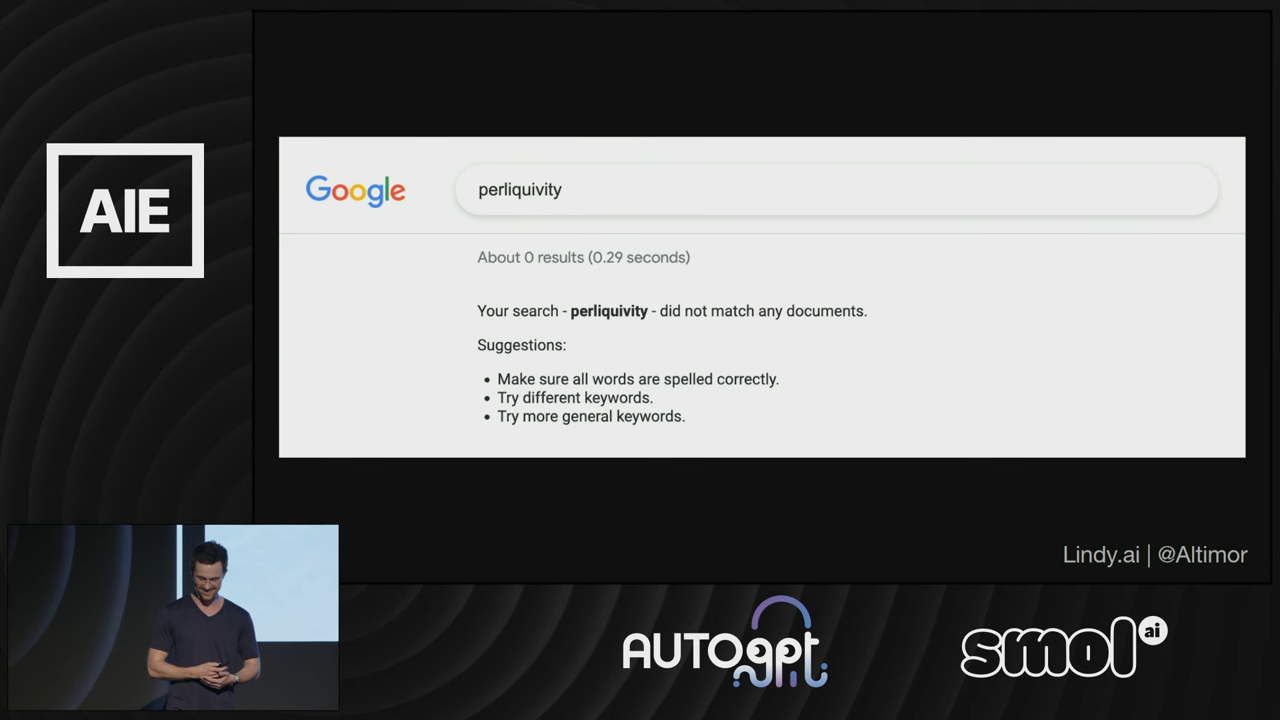 AIE
Google
perliquivity
About 0 results (0.29 seconds)
Your search - perliquivity - did not match any documents.
Suggestions:
• Make sure all words are spelled correctly.
• Try different keywords.
• Try more general keywords.
Lindy.ai | @Altimor
AUTOgpt
smol ai